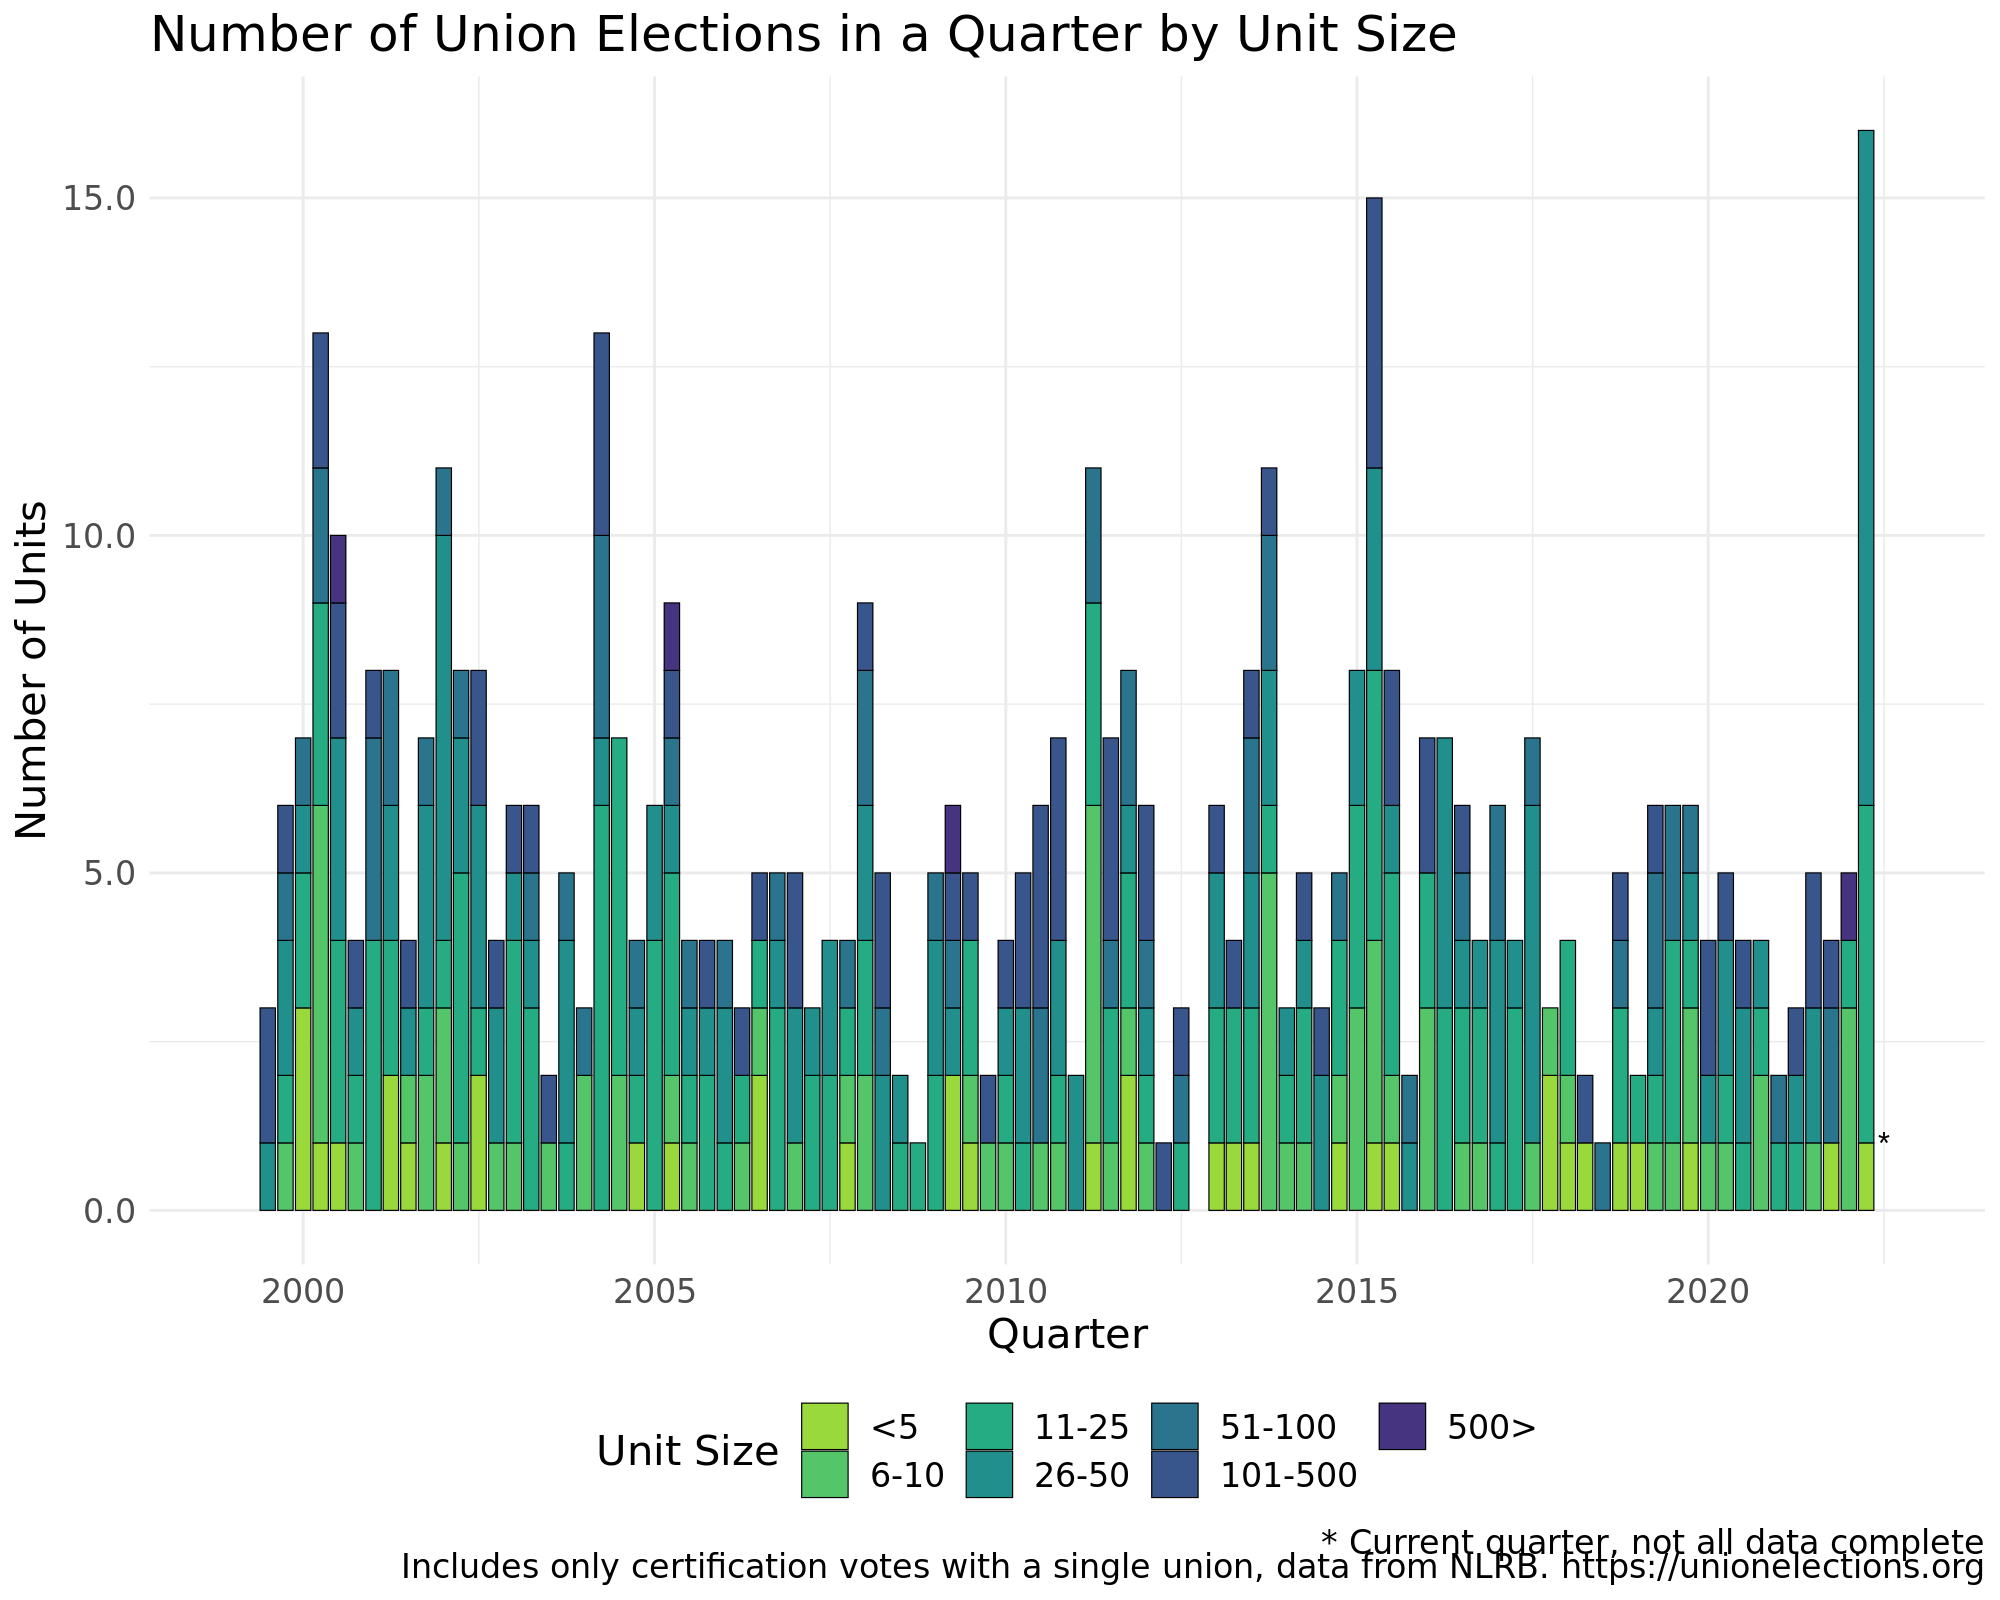 Number of Union Elections in a Quarter by Unit Size
Number of Units
15.0
10.0
5.0
0.0
*
2000 2005 2010 2015 2020
Quarter
Unit Size
<5 11-25 51-100 500>
6-10 26-50 101-500
* Current quarter, not all data complete
Includes only certification votes with a single union, data from NLRB. https://unionelections.org